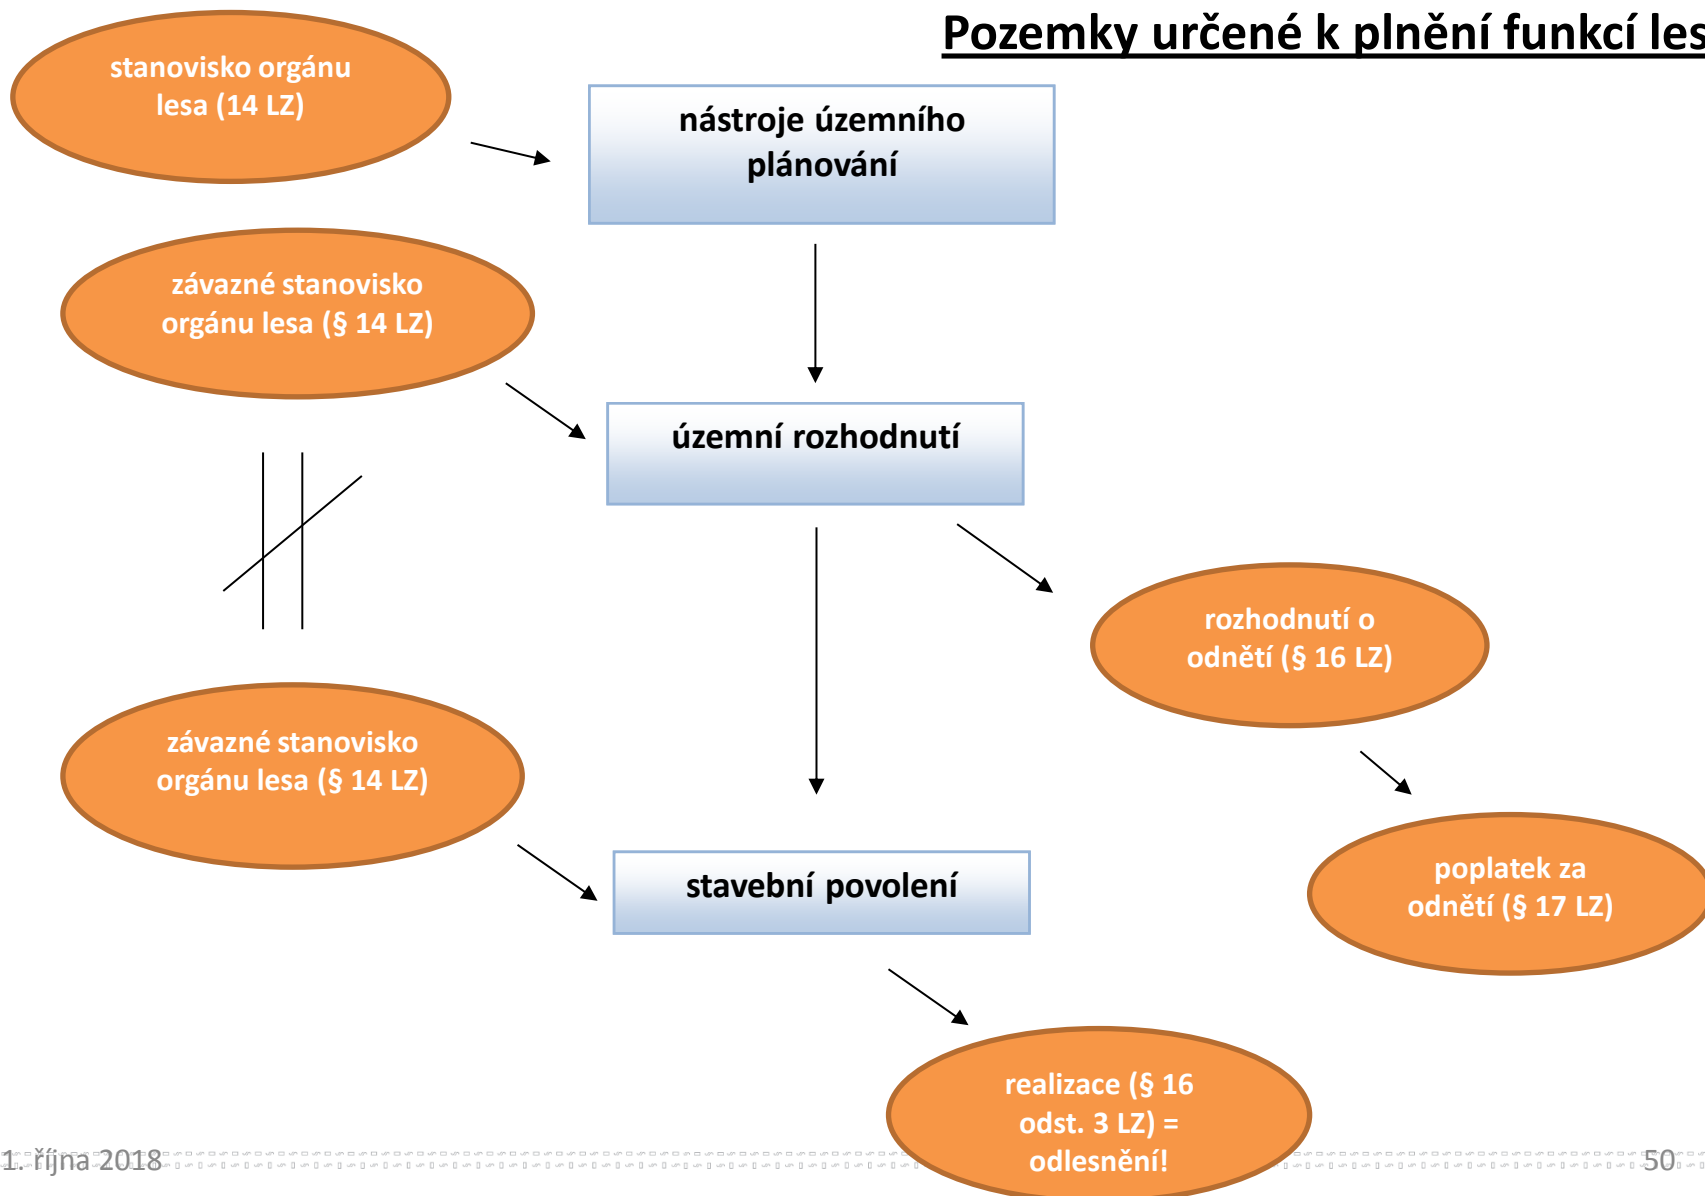 Pozemky určené k plnění funkcí les
stanovisko orgánu
lesa (14 LZ)
nástroje územního
plánování
závazné stanovisko
orgánu lesa (§ 14 LZ)
územní rozhodnutí
rozhodnutí o
odnětí (§ 16 LZ)
závazné stanovisko
orgánu lesa (§ 14 LZ)
stavební povolení
poplatek za
odnětí (§ 17 LZ)
realizace (§ 16
odst. 3 LZ) =
odlesnění!
1. října 2018
50